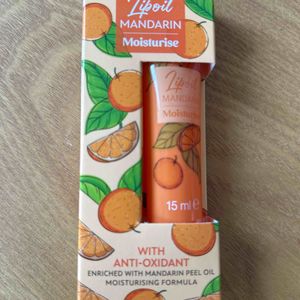 Lipoil
MANDARIN
Moisturise
Lipoil
MANDARIN
Moisturise
15 ml e
WITH
ANTI-OXIDANT
ENRICHED WITH MANDARIN PEEL OIL
MOISTURISING FORMULA